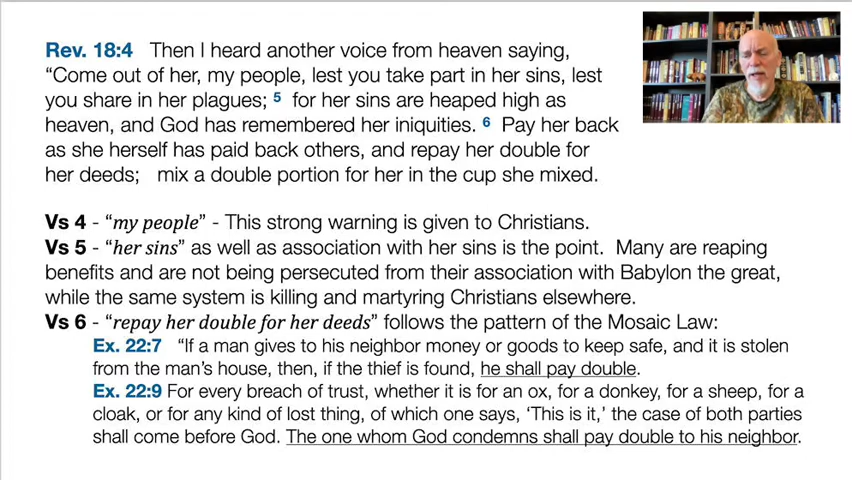 Rev. 18:4 Then I heard another voice from heaven saying,
“Come out of her, my people, lest you take part in her sins, lest
you share in her plagues; 5 for her sins are heaped high as
heaven, and God has remembered her iniquities. 6 Pay her back
as she herself has paid back others, and repay her double for
her deeds; mix a double portion for her in the cup she mixed.
Vs 4 - “my people” - This strong warning is given to Christians.
Vs 5 - “her sins” as well as association with her sins is the point. Many are reaping
benefits and are not being persecuted from their association with Babylon the great,
while the same system is killing and martyring Christians elsewhere.
Vs 6 - “repay her double for her deeds” follows the pattern of the Mosaic Law:
Ex. 22:7 “If a man gives to his neighbor money or goods to keep safe, and it is stolen
from the man’s house, then, if the thief is found, he shall pay double.
Ex. 22:9 For every breach of trust, whether it is for an ox, for a donkey, for a sheep, for a
cloak, or for any kind of lost thing, of which one says, ‘This is it,’ the case of both parties
shall come before God. The one whom God condemns shall pay double to his neighbor.